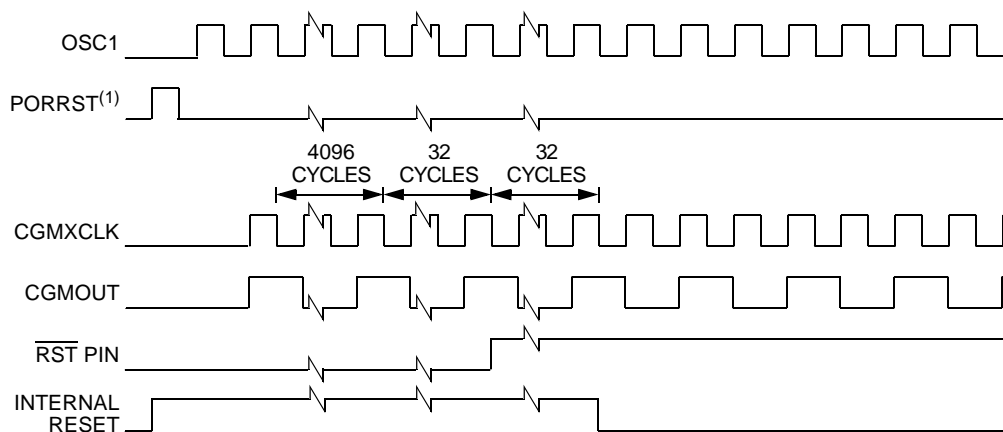 OSC1
PORRST(1)
4096
CYCLES
32
CYCLES
32
CYCLES
CGMXCLK
CGMOUT
RST PIN
INTERNAL
RESET